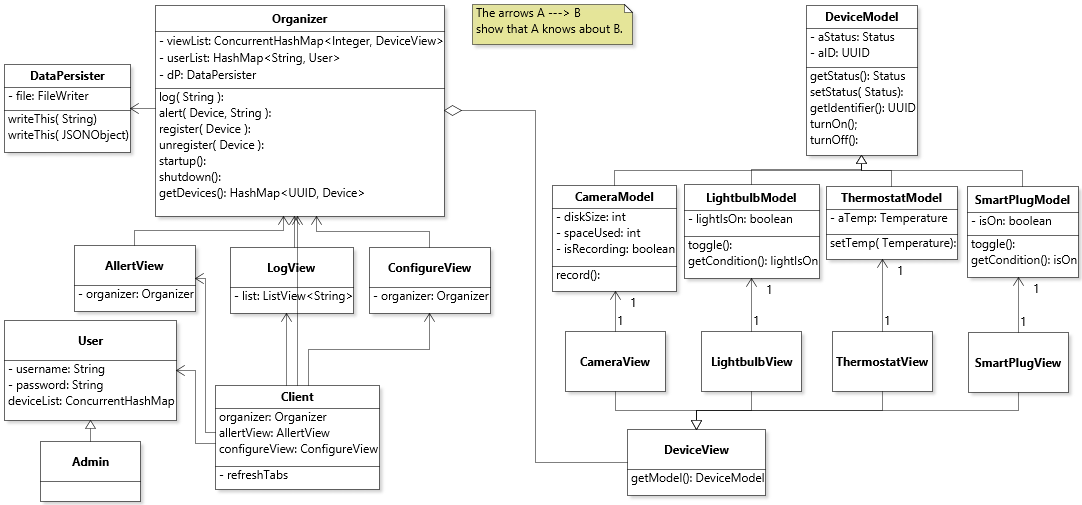 Organizer
- viewList: ConcurrentHashMap<Integer, DeviceView>
- userList: HashMap<String, User>
- dP: DataPersister
log( String ):
alert( Device, String ):
register( Device ):
unregister( Device ):
startup():
shutdown():
getDevices(): HashMap<UUID, Device>
The arrows A ---> B
show that A knows about B.
DeviceModel
- aStatus: Status
- aID: UUID
getStatus(): Status
setStatus( Status):
getIdentifier(): UUID
turnOn();
turnOff():
DataPersister
- file: FileWriter
writeThis( String)
writeThis( JSONObject)
CameraModel
- diskSize: int
- spaceUsed: int
- isRecording: boolean
record():
LightbulbModel
- lightIsOn: boolean
toggle():
getCondition(): lightIsOn
ThermostatModel
- aTemp: Temperature
setTemp( Temperature):
SmartPlugModel
- isOn: boolean
toggle():
getCondition(): isOn
AllertView
- organizer: Organizer
LogView
- list: ListView<String>
ConfigureView
- organizer: Organizer
1
1
1
1
1
1
1
1
User
- username: String
- password: String
deviceList: ConcurrentHashMap
CameraView
LightbulbView
ThermostatView
SmartPlugView
Client
organizer: Organizer
allertView: AllertView
configureView: ConfigureView
- refreshTabs
Admin
DeviceView
getModel(): DeviceModel